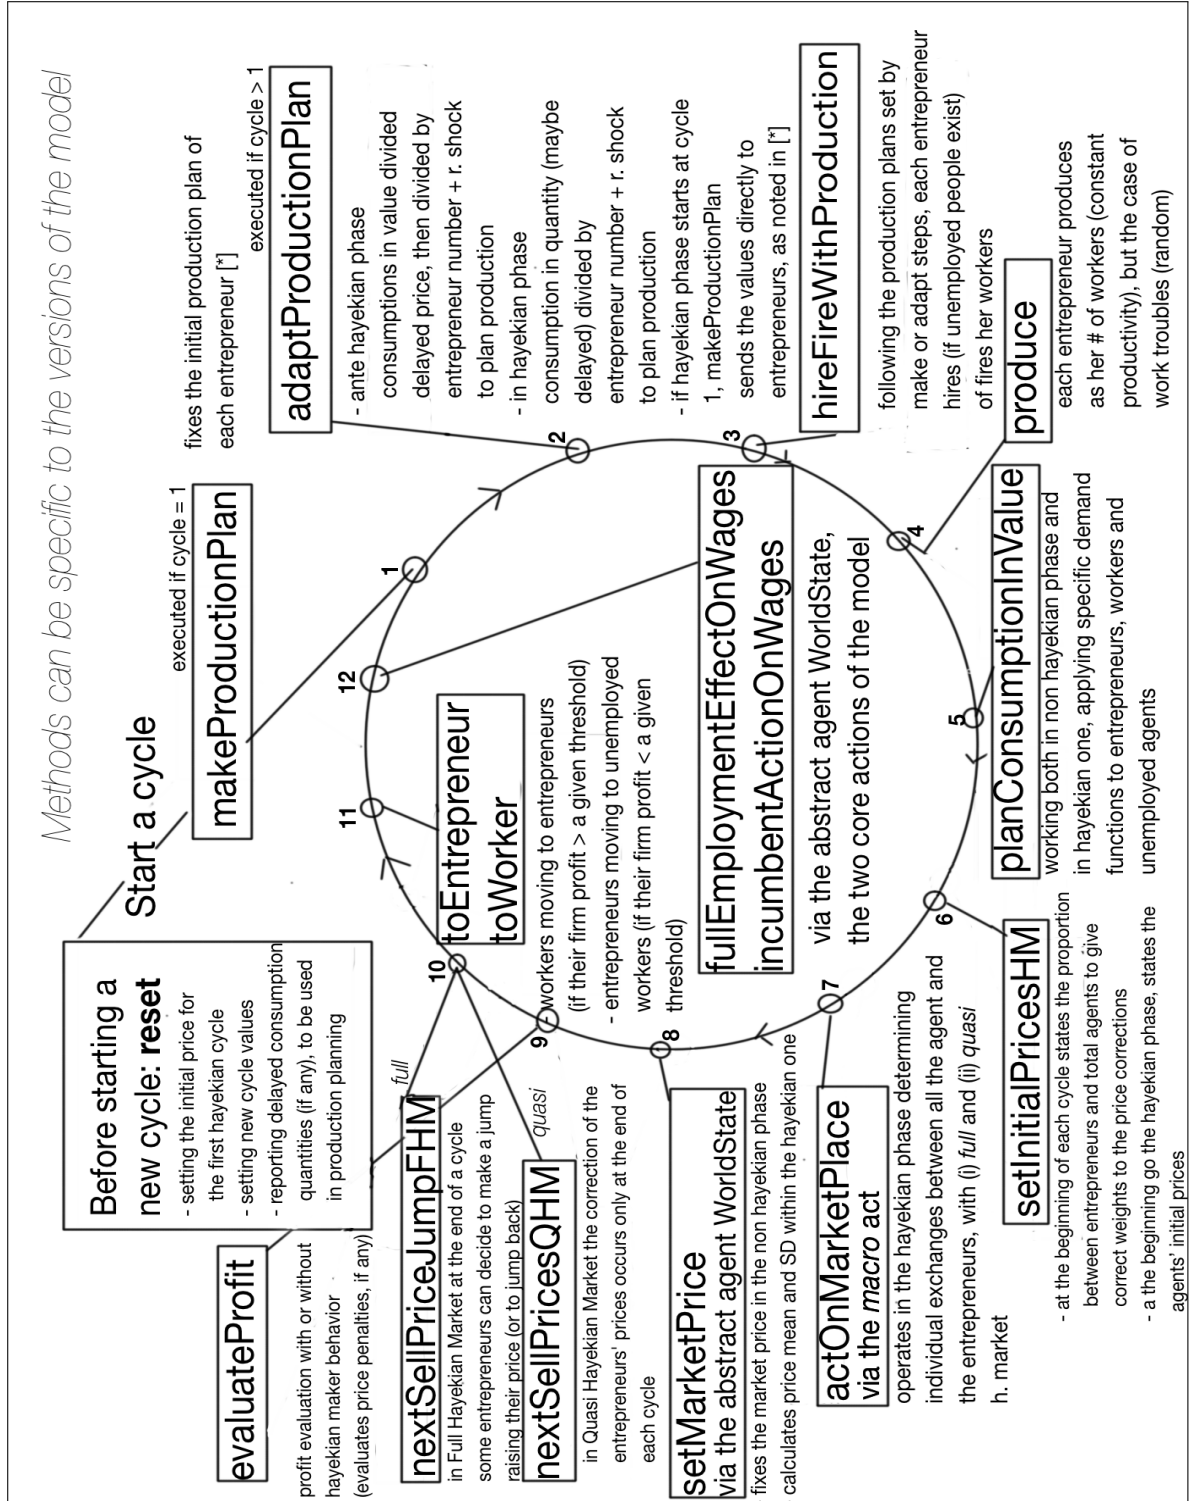 Methods can be specific to the versions of the model
Before starting a
new cycle: reset
- setting the initial price for
the first hayekian cycle
- setting new cycle values
- reporting delayed consumption
quantities (if any), to be used
in production planning
Start a cycle
executed if cycle = 1
makeProductionPlan
fixes the initial production plan of
each entrepreneur [*]
executed if cycle > 1
adaptProductionPlan
- ante hayekian phase
consumptions in value divided
delayed price, then divided by
entrepreneur number + r. shock
to plan production
- in hayekian phase
consumption in quantity (maybe
delayed) divided by
entrepreneur number + r. shock
to plan production
- if hayekian phase starts at cycle
1, makeProductionPlan
sends the values directly to
entrepreneurs, as noted in [*]
hireFireWithProduction
following the production plans set by
make or adapt steps, each entrepreneur
hires (if unemployed people exist)
of fires her workers
produce
each entrepreneur produces
as her # of workers (constant
productivity), but the case of
work troubles (random)
planConsumptionInValue
working both in non hayekian phase and
in hayekian one, applying specific demand
functions to entrepreneurs, workers and
unemployed agents
setInitialPricesHM
- at the beginning of each cycle states the proportion
between entrepreneurs and total agents to give
correct weights to the price corrections
- a the beginning go the hayekian phase, states the
agents' initial prices
actOnMarketPlace
via the macro act
operates in the hayekian phase determining
individual exchanges between all the agent and
the entrepreneurs, with (i) full and (ii) quasi
h. market
setMarketPrice
via the abstract agent WorldState
fixes the market price in the non hayekian phase
calculates price mean and SD within the hayekian one
evaluateProfit
profit evaluation with or without
hayekian maker behavior
(evaluates price penalties, if any)
nextSellPriceJumpFHM
full
in Full Hayekian Market at the end of a cycle
some entrepreneurs can decide to make a jump
raising their price (or to jump back)
nextSellPricesQHM
quasi
in Quasi Hayekian Market the correction of the
entrepreneurs' prices occurs only at the end of
each cycle
toEntrepreneur
toWorker
- workers moving to entrepreneurs
(if their firm profit > a given threshold)
- entrepreneurs moving to unemployed
workers (if their firm profit < a given
threshold)
fullEmploymentEffectOnWages
incumbentActionOnWages
via the abstract agent WorldState,
the two core actions of the model
1
2
3
4
5
6
7
8
9
10
11
12